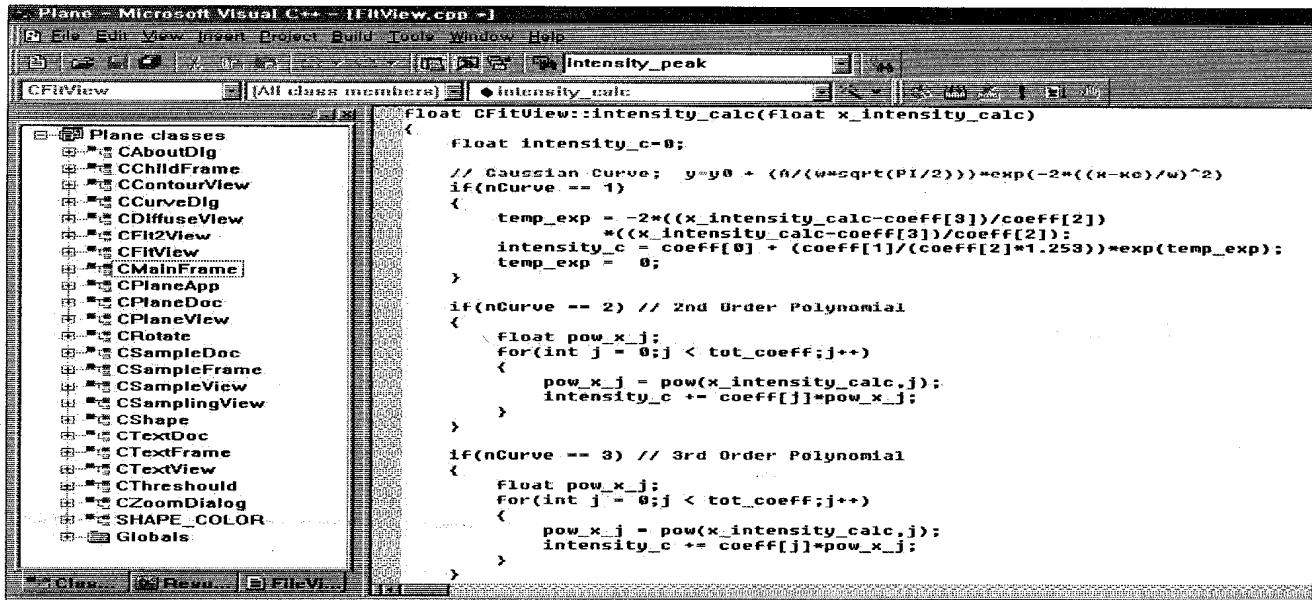 Plane - Microsoft Visual C++ - [FitView.cpp *]
File Edit View Insert Project Build Tools Window Help
Intensity_peak
CFitView [All class members] intensity_calc
Plane classes
CAboutDlg
CChildFrame
CContourView
CCurveDlg
CDiffuseView
CFit2View
CFitView
CMainFrame
CPlaneApp
CPlaneDoc
CPlaneView
CRotate
CSampleDoc
CSampleFrame
CSampleView
CSamplingView
CShape
CTextDoc
CTextFrame
CTextView
CThreshould
CZoomDialog
SHAPE_COLOR
Globals
Clas... Resu... FileVi...
float CFitView::intensity_calc(float x_intensity_calc)
{
float intensity_c=0;
// Gaussian Curve; y=y0 + (A/(w*sqrt(PI/2)))*exp(-2*((x-xc)/w)^2)
if(nCurve == 1)
{
temp_exp = -2*((x_intensity_calc-coeff[3])/coeff[2])
*((x_intensity_calc-coeff[3])/coeff[2]);
intensity_c = coeff[0] + (coeff[1]/(coeff[2]*1.253))*exp(temp_exp);
temp_exp = 0;
}
if(nCurve == 2) // 2nd Order Polynomial
{
float pow_x_j;
for(int j = 0;j < tot_coeff;j++)
{
pow_x_j = pow(x_intensity_calc,j);
intensity_c += coeff[j]*pow_x_j;
}
}
if(nCurve == 3) // 3rd Order Polynomial
{
float pow_x_j;
for(int j = 0;j < tot_coeff;j++)
{
pow_x_j = pow(x_intensity_calc,j);
intensity_c += coeff[j]*pow_x_j;
}
}